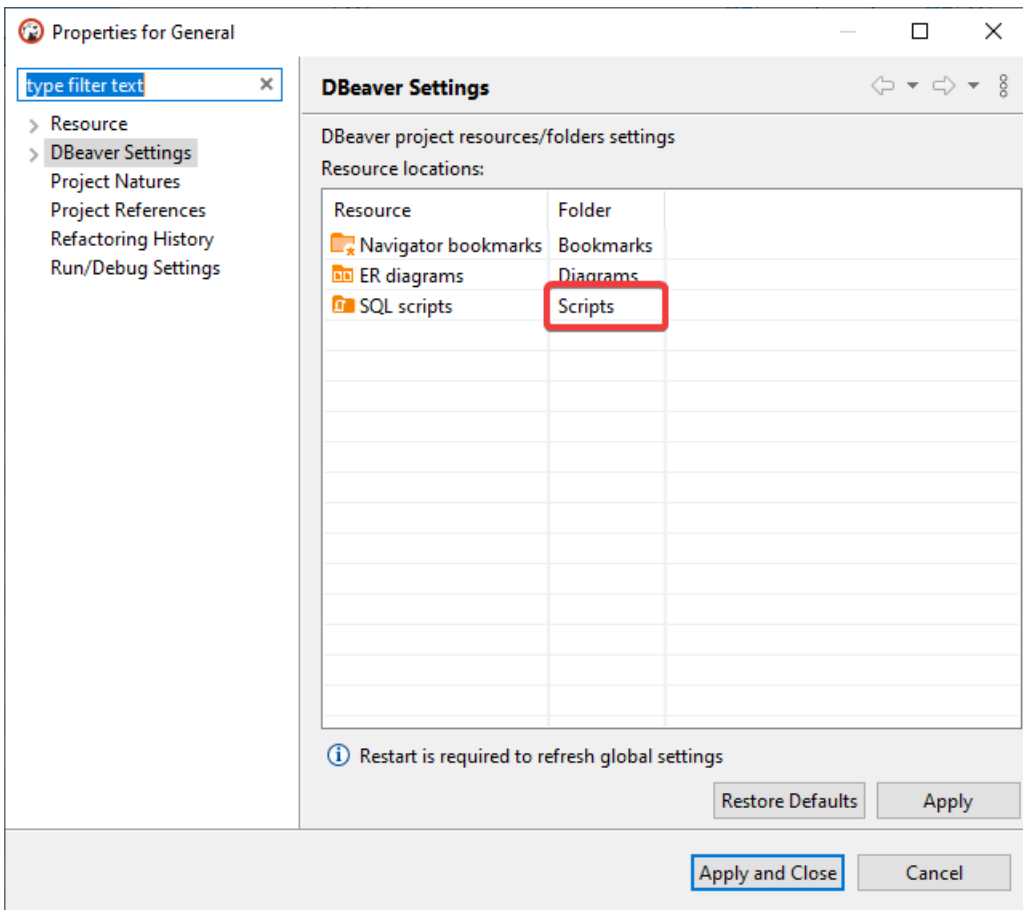 Properties for General
type filter text
Resource
DBeaver Settings
Project Natures
Project References
Refactoring History
Run/Debug Settings
DBeaver Settings
DBeaver project resources/folders settings
Resource locations:
Resource Folder
Navigator bookmarks Bookmarks
ER diagrams Diagrams
SQL scripts Scripts
Restart is required to refresh global settings
Restore Defaults Apply
Apply and Close Cancel